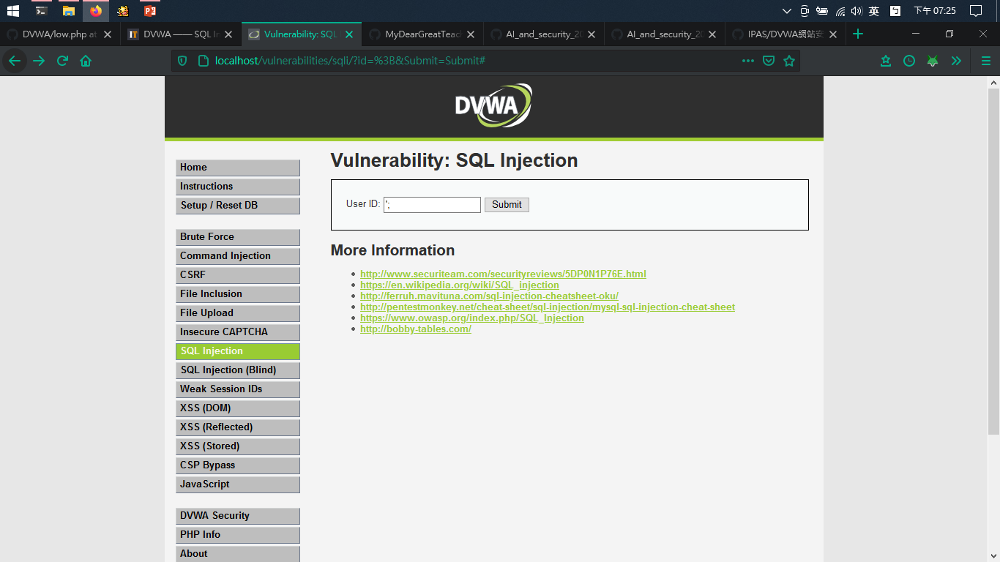 英
下午 07:25
DVWA/low.php at
DVWA —— SQL In
Vulnerability: SQL
MyDearGreatTeach
AI_and_security_20
AI_and_security_20
IPAS/DVWA網站安
localhost/vulnerabilities/sqli/?id=%3B&Submit=Submit#
DVWA
Home
Instructions
Setup / Reset DB
Brute Force
Command Injection
CSRF
File Inclusion
File Upload
Insecure CAPTCHA
SQL Injection
SQL Injection (Blind)
Weak Session IDs
XSS (DOM)
XSS (Reflected)
XSS (Stored)
CSP Bypass
JavaScript
DVWA Security
PHP Info
About
Vulnerability: SQL Injection
User ID: '; Submit
More Information
http://www.securiteam.com/securityreviews/5DP0N1P76E.html
https://en.wikipedia.org/wiki/SQL_injection
http://ferruh.mavituna.com/sql-injection-cheatsheet-oku/
http://pentestmonkey.net/cheat-sheet/sql-injection/mysql-sql-injection-cheat-sheet
https://www.owasp.org/index.php/SQL_Injection
http://bobby-tables.com/